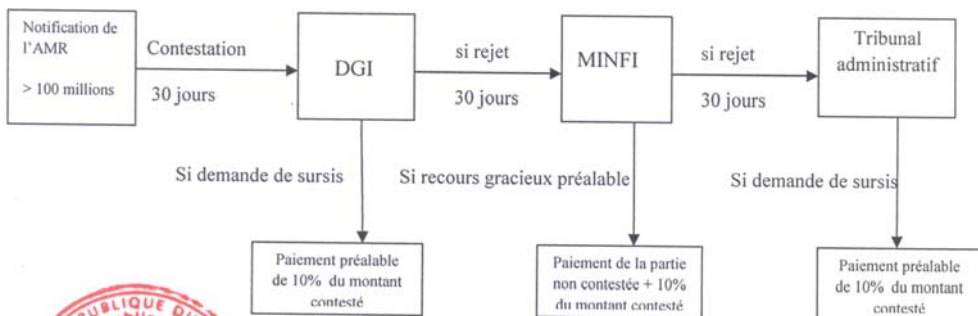 Notification de
l'AMR
> 100 millions
Contestation
30 jours
DGI
si rejet
30 jours
MINFI
si rejet
30 jours
Tribunal
administratif
Si demande de sursis
Si recours gracieux préalable
Si demande de sursis
Paiement préalable
de 10% du montant
contesté
Paiement de la partie
non contestée + 10%
du montant contesté
Paiement préalable
de 10% du montant
contesté
PUBLIQUE DU